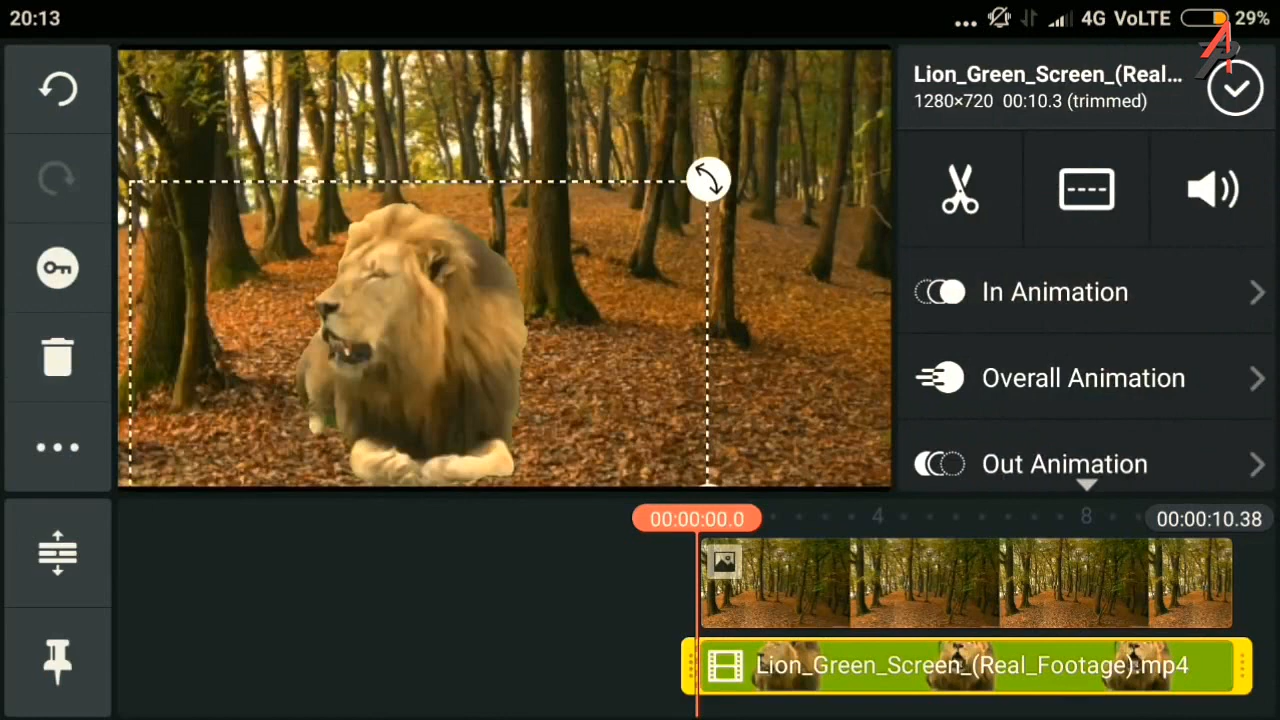 20:13
4G VoLTE 29%
Lion_Green_Screen_(Real...
1280×720 00:10.3 (trimmed)
In Animation
Overall Animation
Out Animation
00:00:00.0 4 8 00:00:10.38
Lion_Green_Screen_(Real_Footage).mp4